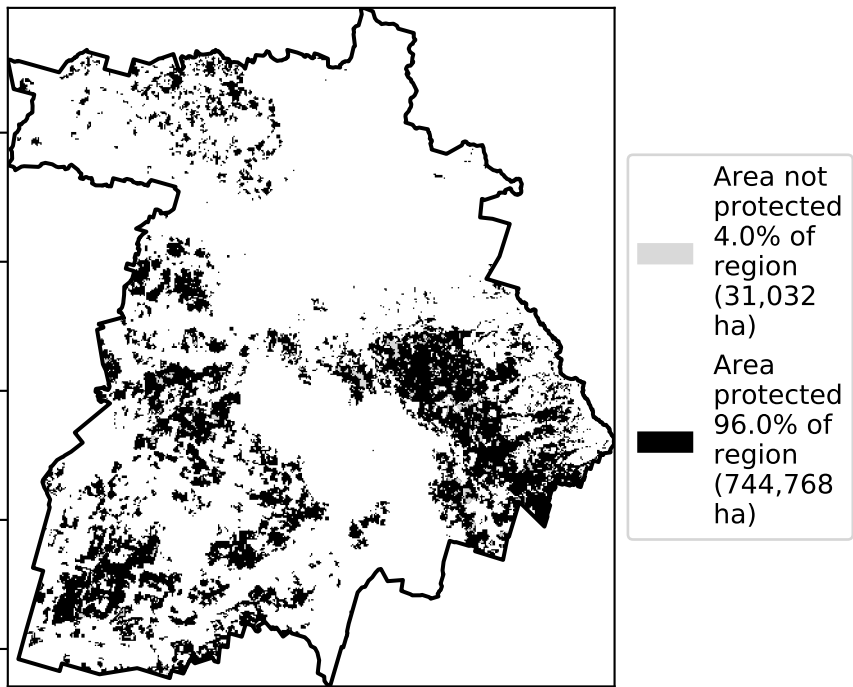 Area not
protected
4.0% of
region
(31,032
ha)
Area
protected
96.0% of
region
(744,768
ha)